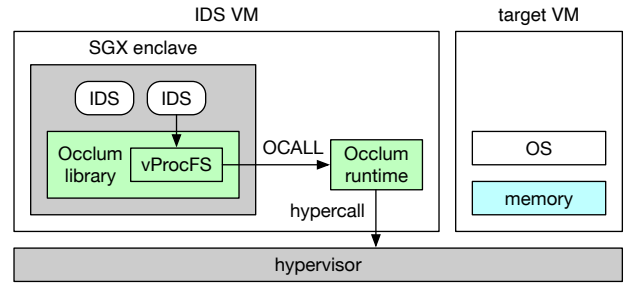 IDS VM
target VM
SGX enclave
IDS
IDS
Occlum
library
vProcFS
OCALL
Occlum
runtime
hypercall
OS
memory
hypervisor